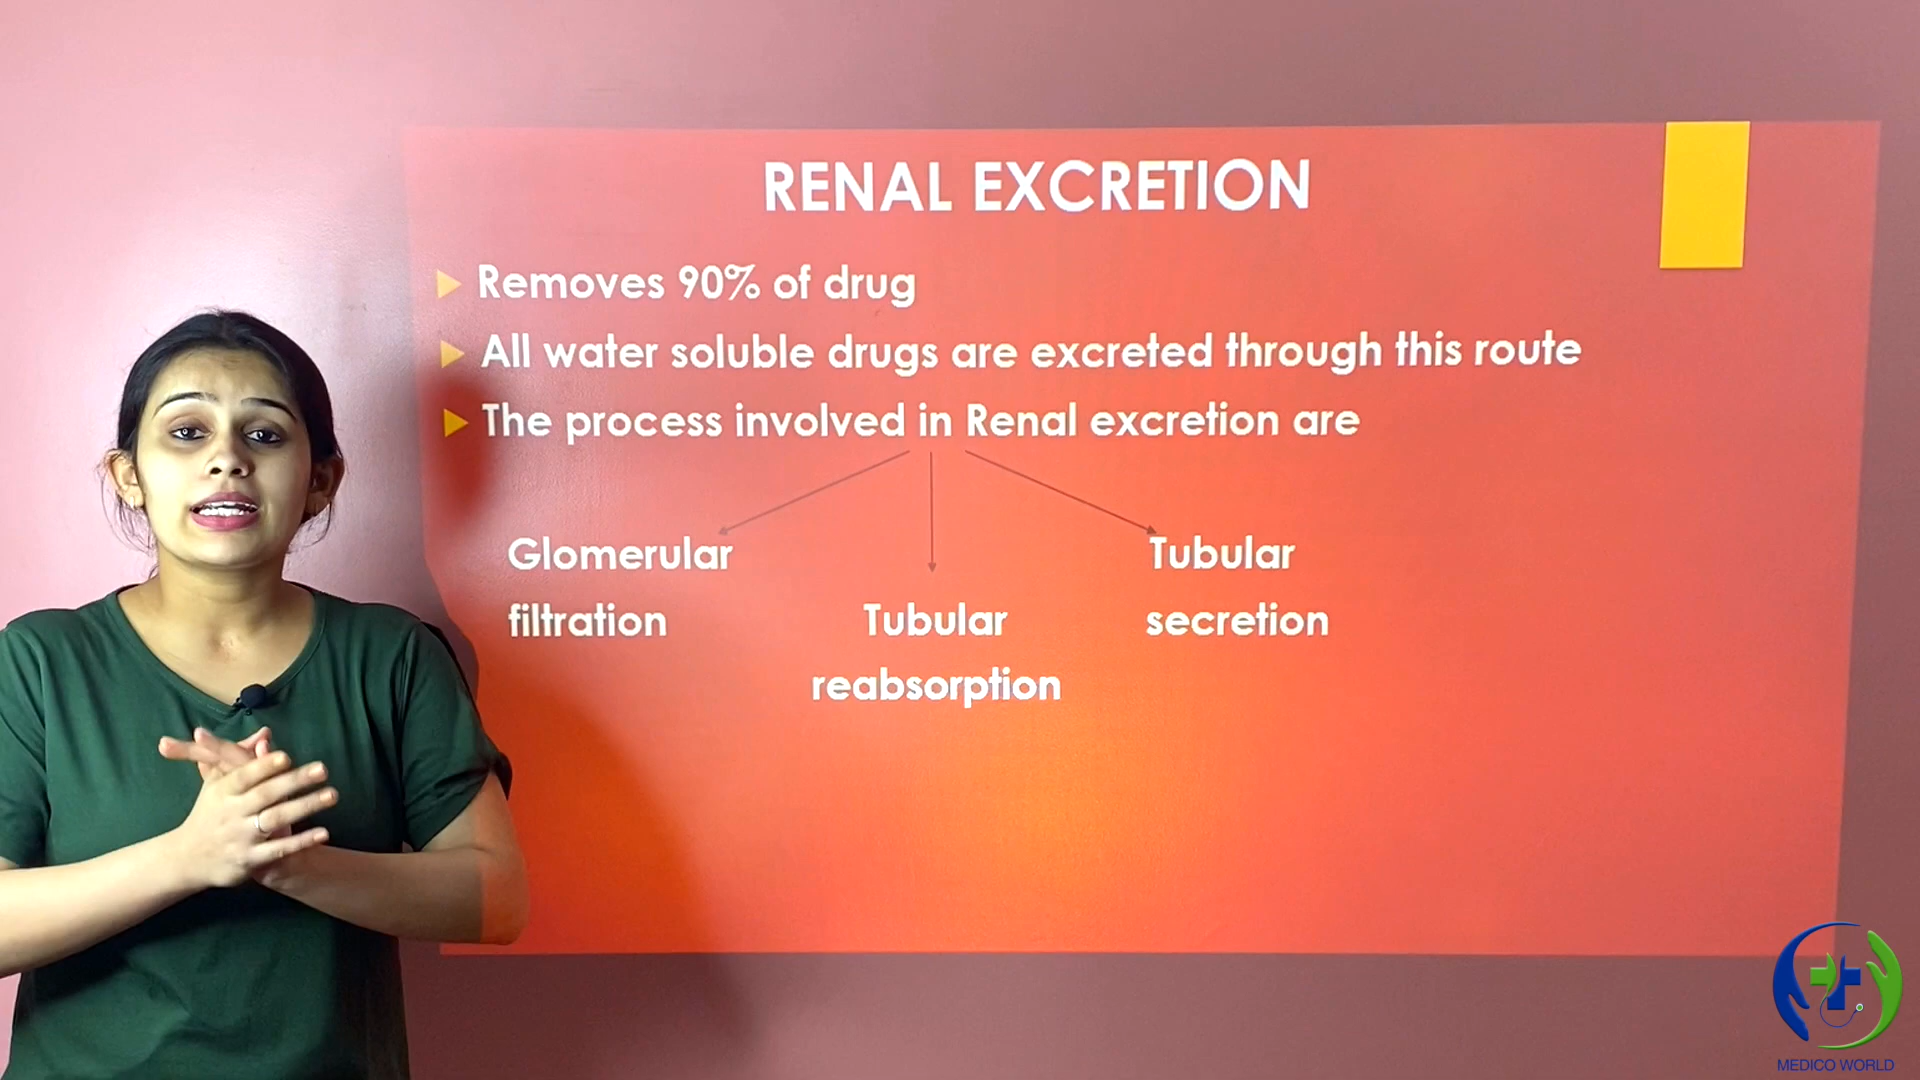 RENAL EXCRETION
Removes 90% of drug
All water soluble drugs are excreted through this route
The process involved in Renal excretion are
Glomerular
filtration
Tubular
reabsorption
Tubular
secretion
MEDICO WORLD